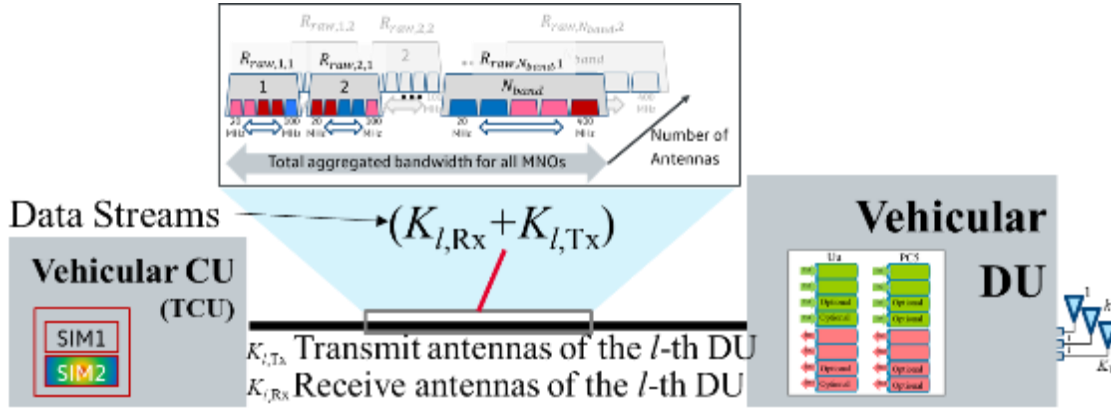 R_raw,1,2 R_raw,2,2 R_raw,N_band,2
R_raw,1,1 R_raw,2,1 .. R_raw,N_band,1
2
1 2 N_band
20 MHz
100 MHz
20 MHz
100 MHz
...
20 MHz
400 MHz
400 MHz
Number of
Antennas
Total aggregated bandwidth for all MNOs
Data Streams
(K_l,Rx+K_l,Tx)
Vehicular CU
(TCU)
SIM1
SIM2
Vehicular
DU
Uu PC5
Optional Optional
Optional Optional
Optional Optional
Optional Optional
1
K_l,Tx Transmit antennas of the l-th DU
K_l,Rx Receive antennas of the l-th DU